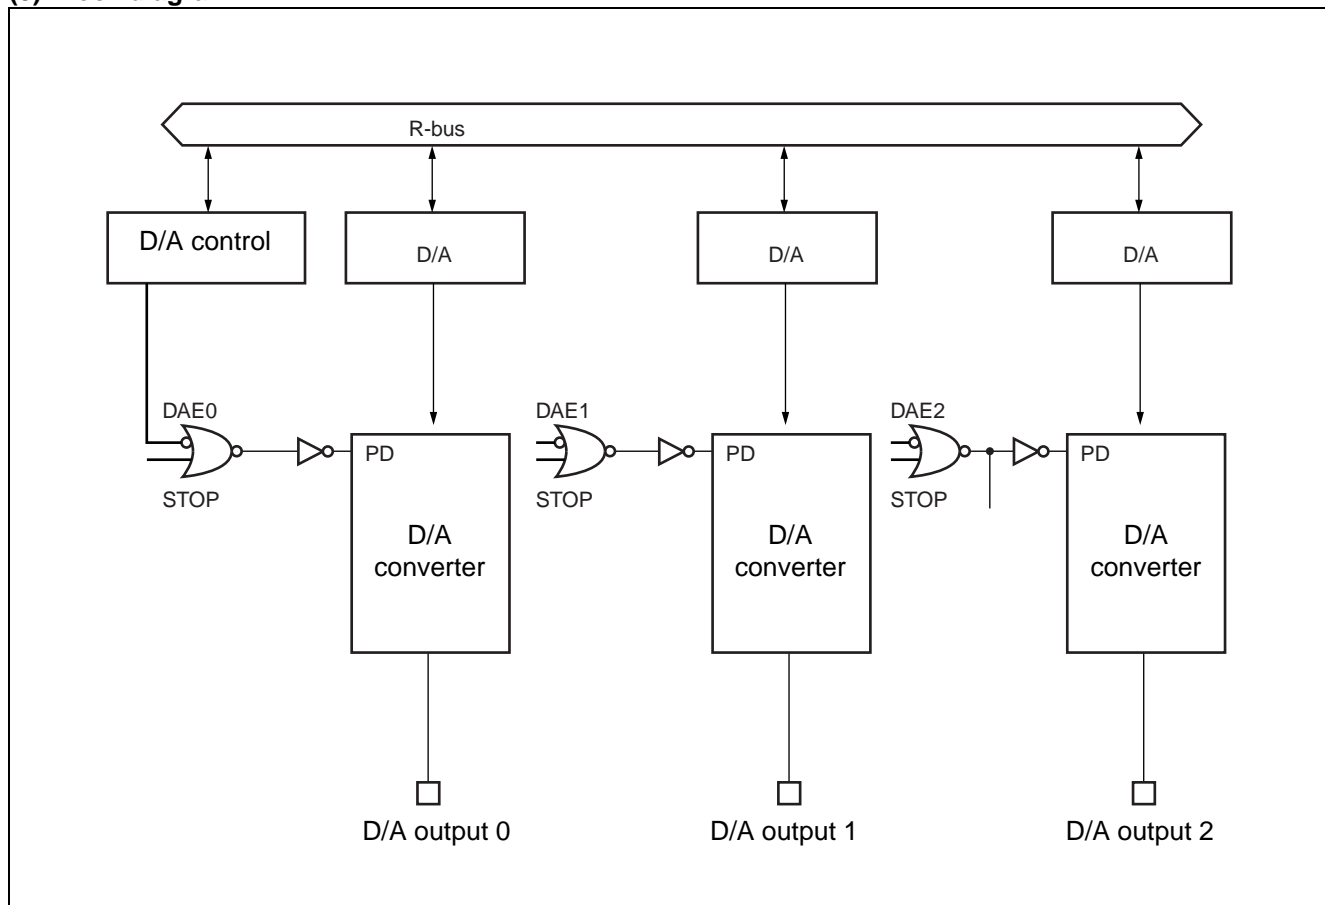 R-bus
D/A control
D/A
D/A
D/A
DAE0
DAE1
DAE2
PD
PD
PD
STOP
STOP
STOP
D/A
converter
D/A
converter
D/A
converter
D/A output 0
D/A output 1
D/A output 2